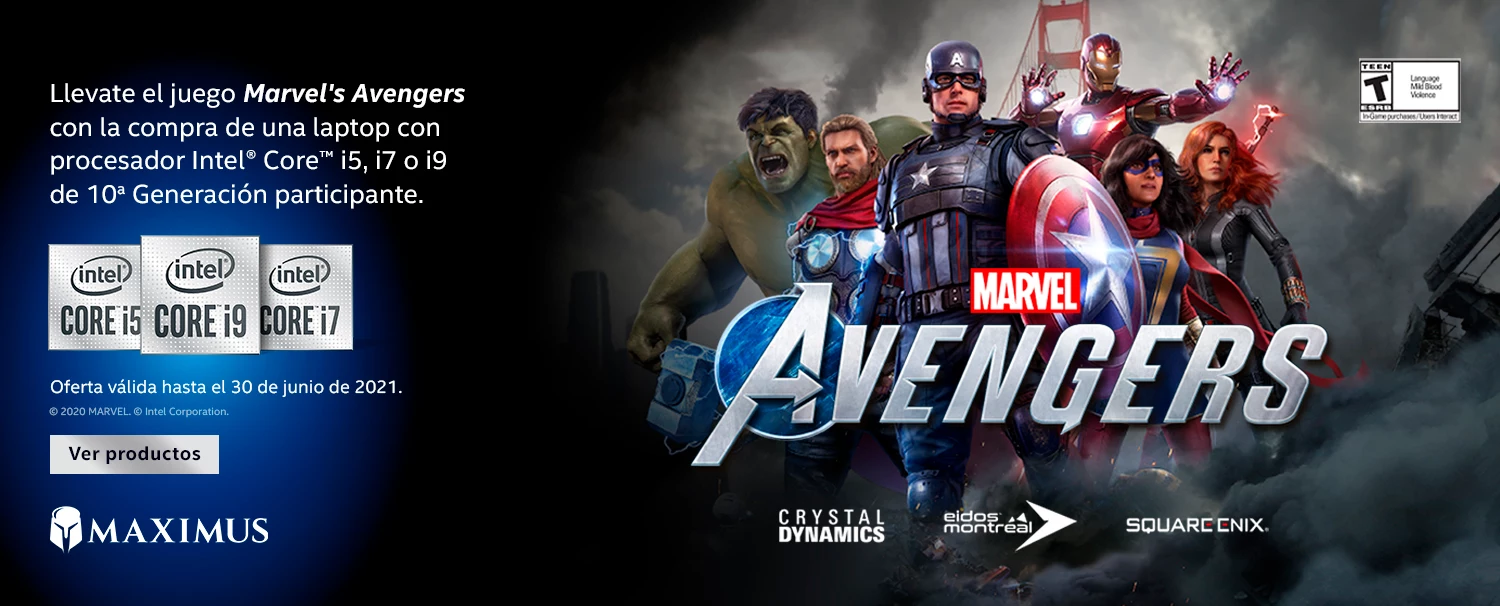 Llevate el juego Marvel's Avengers
con la compra de una laptop con
procesador Intel® Core™ i5, i7 o i9
de 10ª Generación participante.
intel®
CORE i5
intel®
CORE™ i9
intel®
CORE™ i7
Oferta válida hasta el 30 de junio de 2021.
© 2020 MARVEL. © Intel Corporation.
Ver productos
MAXIMUS
A
TEEN
T
ESRB
Language
Mild Blood
Violence
In-Game purchases / Users Interact
MARVEL
AVENGERS
CRYSTAL
DYNAMICS
eidos
montréal
SQUARE ENIX®